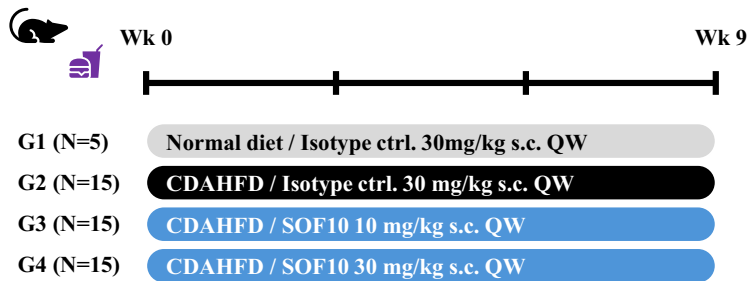 Wk 0
Wk 9
G1 (N=5)
Normal diet / Isotype ctrl. 30mg/kg s.c. QW
G2 (N=15)
CDAHFD / Isotype ctrl. 30 mg/kg s.c. QW
G3 (N=15)
CDAHFD / SOF10 10 mg/kg s.c. QW
G4 (N=15)
CDAHFD / SOF10 30 mg/kg s.c. QW